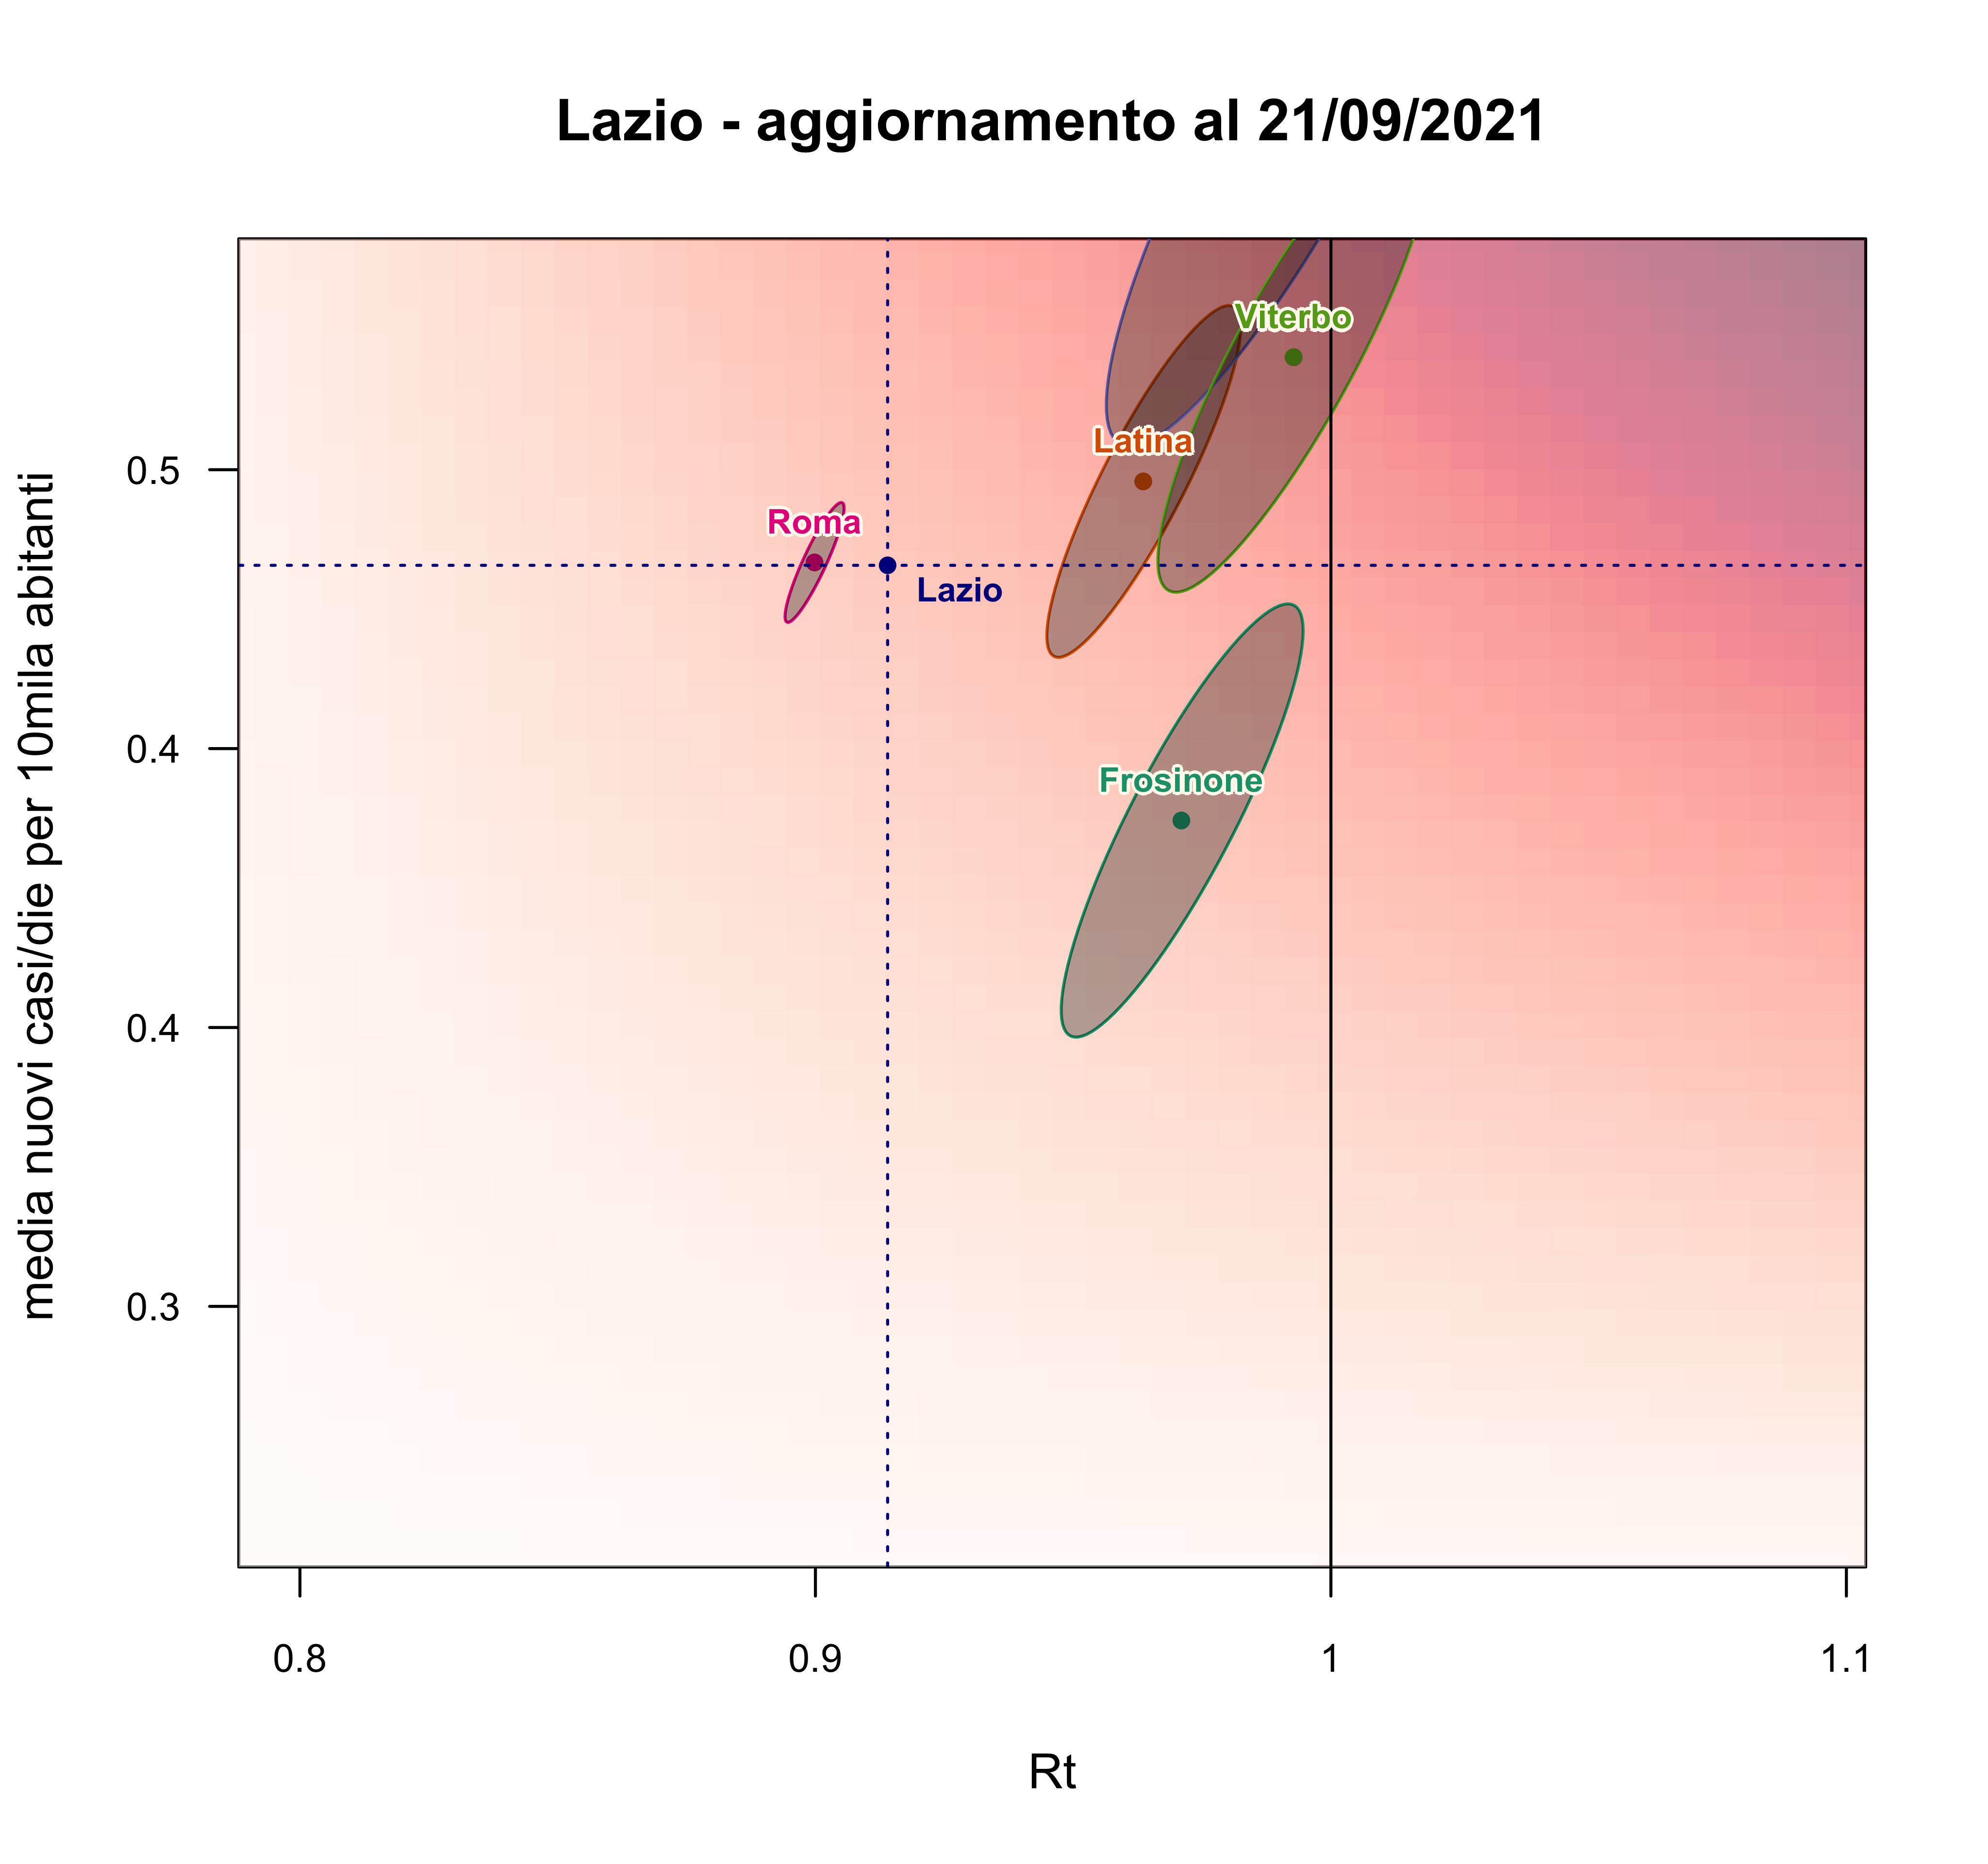 Lazio - aggiornamento al 21/09/2021
media nuovi casi/die per 10mila abitanti
0.5
0.4
0.4
0.3
Viterbo
Latina
Roma
Lazio
Frosinone
0.8
0.9
1
1.1
Rt